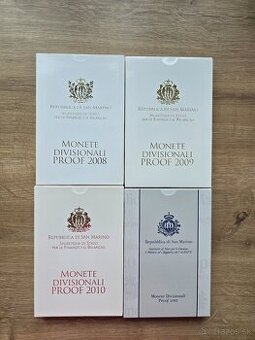 Repubblica di San Marino
Segreteria di Stato
per le Finanze e il Bilancio
Monete
Divisionali
Proof 2008
Repubblica di San Marino
Segreteria di Stato
per le Finanze e il Bilancio
Monete
Divisionali
Proof 2009
Repubblica di San Marino
Segreteria di Stato
per le Finanze e il Bilancio
Monete
Divisionali
Proof 2010
Repubblica di San Marino
Monete Divisionali